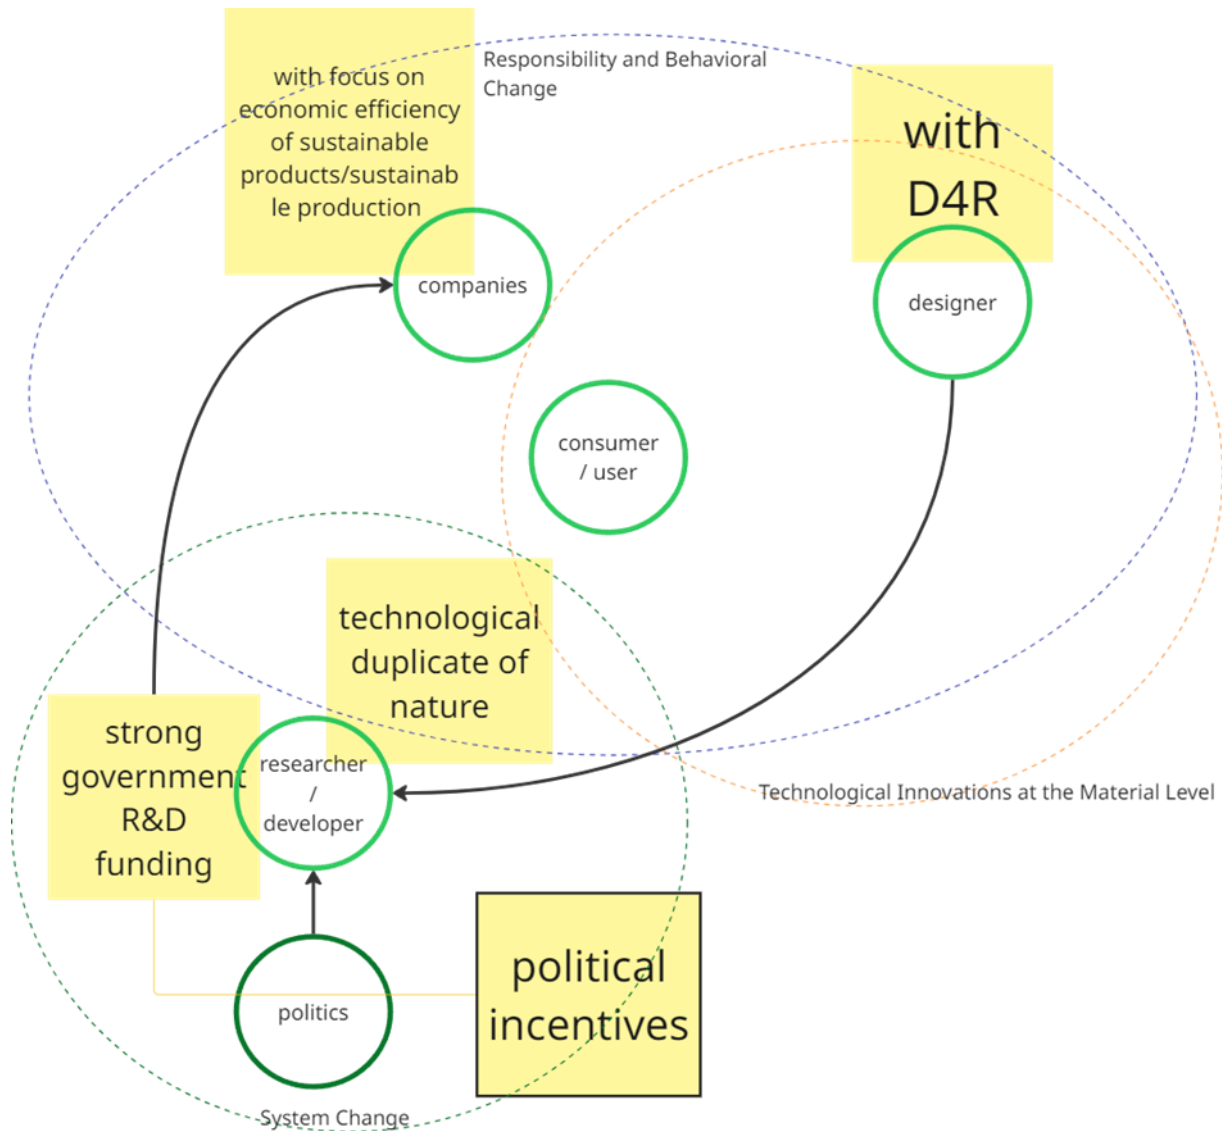 with focus on
economic efficiency
of sustainable
products/sustainab
le production
Responsibility and Behavioral
Change
with
D4R
companies
designer
consumer
/ user
technological
duplicate of
nature
strong
government
R&D
funding
researcher
/
developer
Technological Innovations at the Material Level
political
incentives
politics
System Change